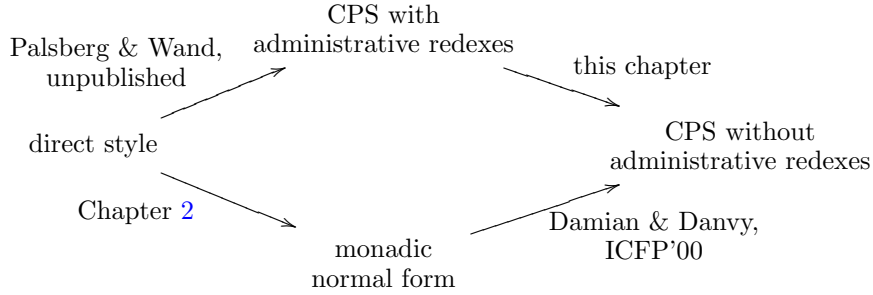 CPS with
administrative redexes
Palsberg & Wand,
unpublished
this chapter
direct style
CPS without
administrative redexes
Chapter 2
Damian & Danvy,
ICFP'00
monadic
normal form